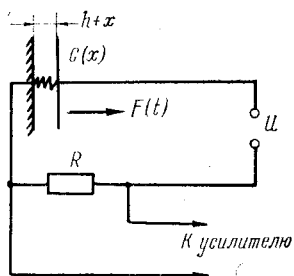 h+x
C(x)
F(t)
U
R
К усилителю